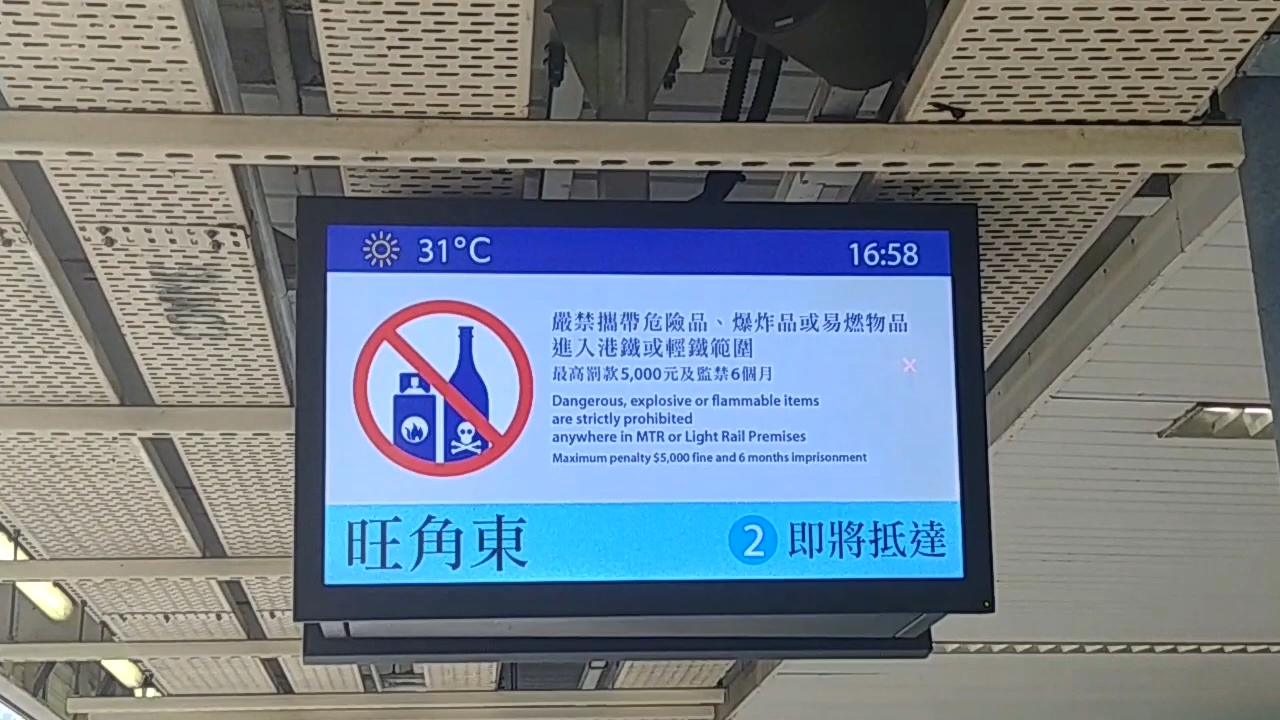 31°C
16:58
嚴禁攜帶危險品、爆炸品或易燃物品
進入港鐵或輕鐵範圍
最高罰款5,000元及監禁6個月
Dangerous, explosive or flammable items
are strictly prohibited
anywhere in MTR or Light Rail Premises
Maximum penalty $5,000 fine and 6 months imprisonment
旺角東
2 即將抵達